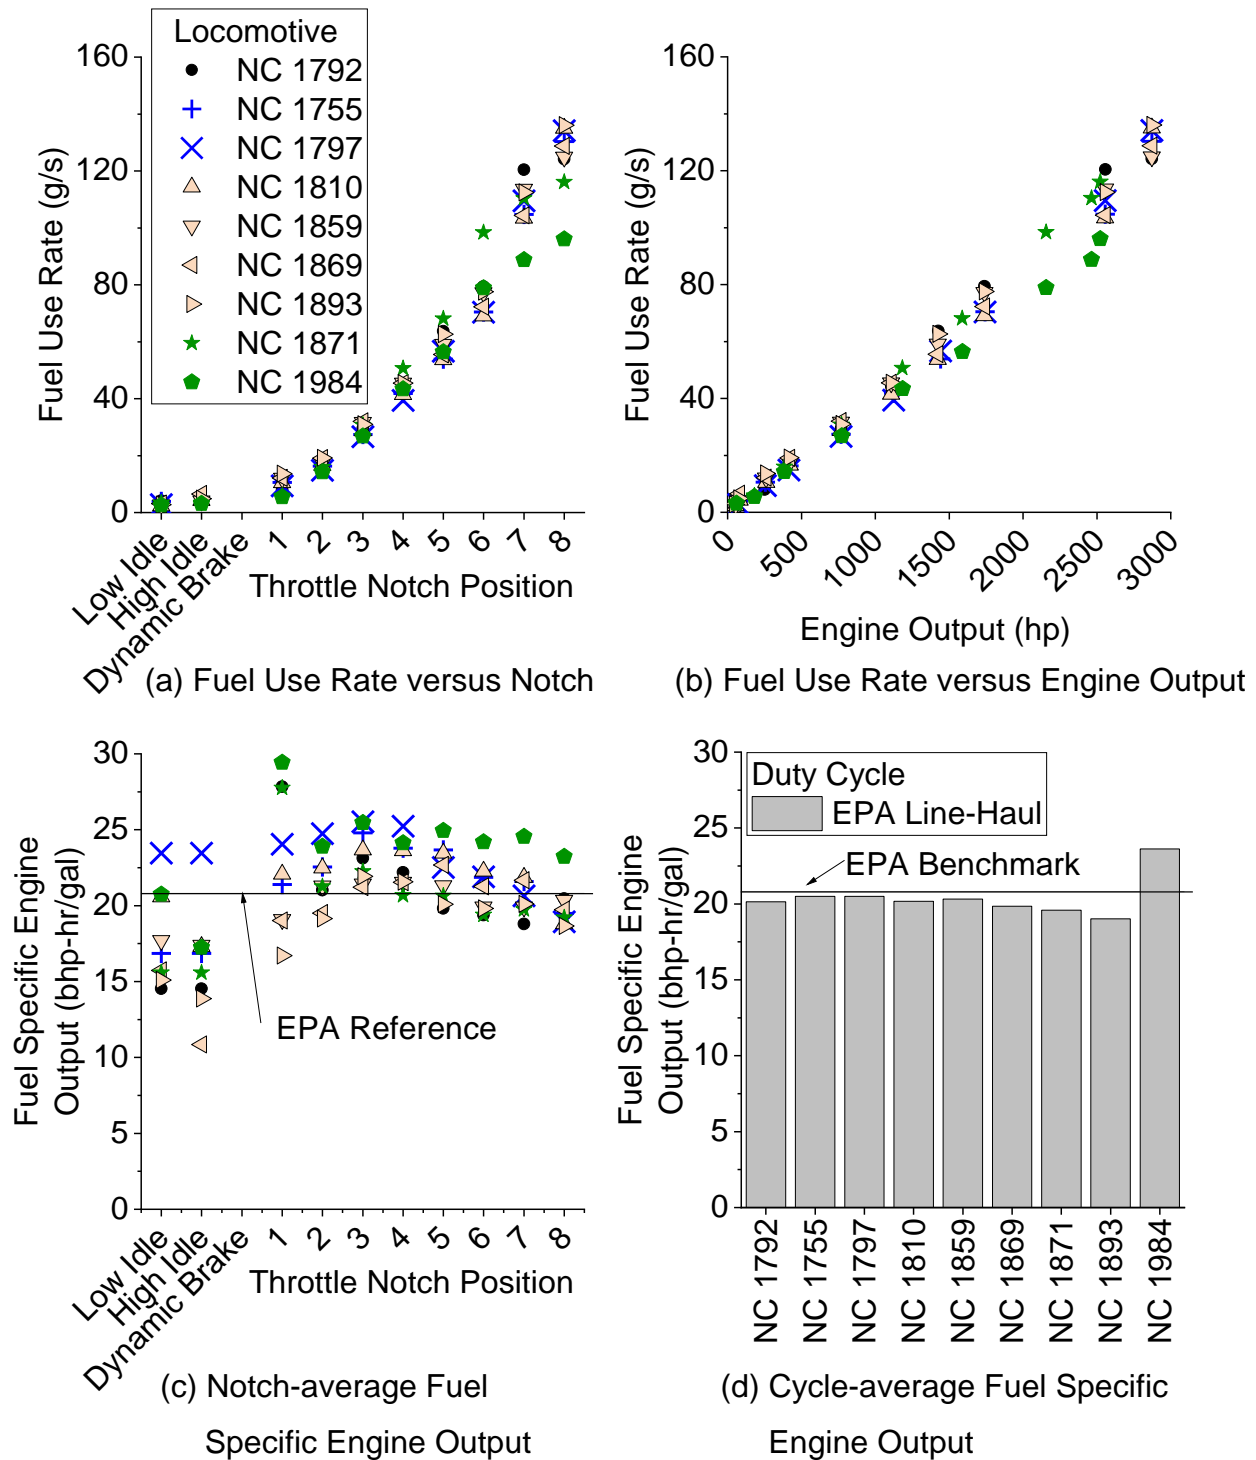 Locomotive
NC 1792
NC 1755
NC 1797
NC 1810
NC 1859
NC 1869
NC 1893
NC 1871
NC 1984
Fuel Use Rate (g/s)
160
120
80
40
0
Low Idle
High Idle
Dynamic Brake
1
2
3
4
5
6
7
8
Throttle Notch Position
(a) Fuel Use Rate versus Notch
Fuel Use Rate (g/s)
160
120
80
40
0
0
500
1000
1500
2000
2500
3000
Engine Output (hp)
(b) Fuel Use Rate versus Engine Output
Fuel Specific Engine
Output (bhp-hr/gal)
30
25
20
15
10
5
0
EPA Reference
Low Idle
High Idle
Dynamic Brake
1
2
3
4
5
6
7
8
Throttle Notch Position
(c) Notch-average Fuel
Specific Engine Output
Fuel Specific Engine
Output (bhp-hr/gal)
30
25
20
15
10
5
0
Duty Cycle
EPA Line-Haul
EPA Benchmark
NC 1792
NC 1755
NC 1797
NC 1810
NC 1859
NC 1869
NC 1871
NC 1893
NC 1984
(d) Cycle-average Fuel Specific
Engine Output